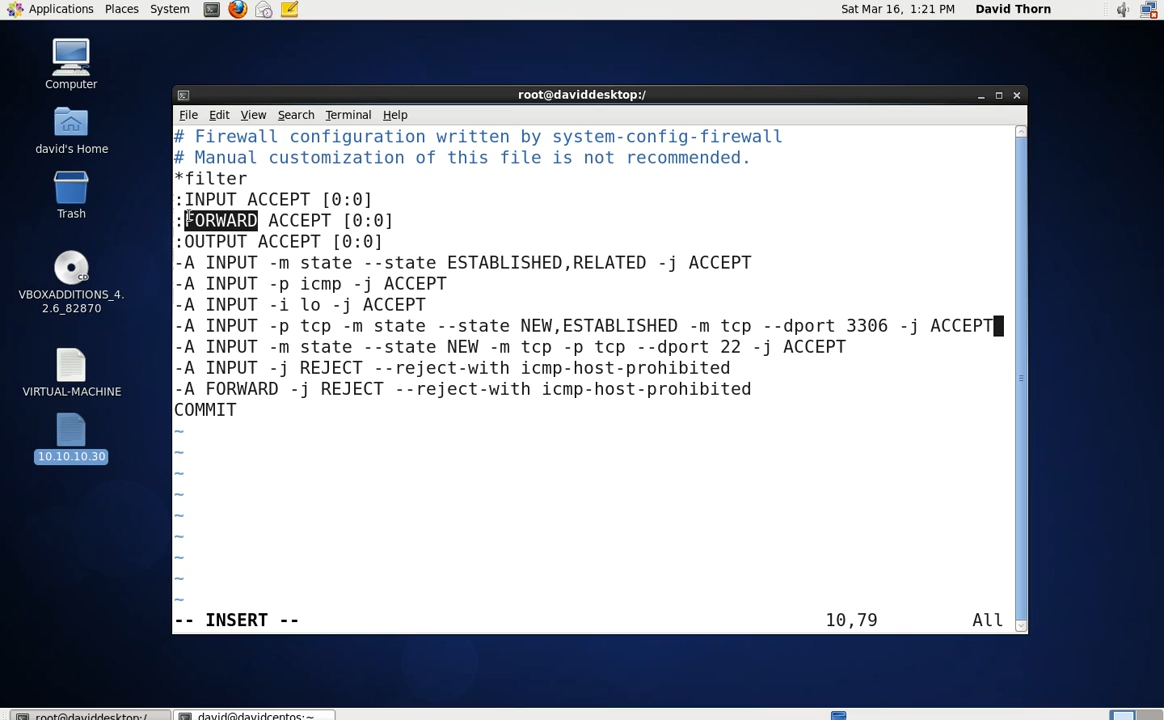 Applications Places System Sat Mar 16, 1:21 PM David Thorn
Computer
david's Home
Trash
VBOXADDITIONS_4.
2.6_82870
VIRTUAL-MACHINE
10.10.10.30
root@daviddesktop:/
File Edit View Search Terminal Help
# Firewall configuration written by system-config-firewall
# Manual customization of this file is not recommended.
*filter
:INPUT ACCEPT [0:0]
:FORWARD ACCEPT [0:0]
:OUTPUT ACCEPT [0:0]
-A INPUT -m state --state ESTABLISHED,RELATED -j ACCEPT
-A INPUT -p icmp -j ACCEPT
-A INPUT -i lo -j ACCEPT
-A INPUT -p tcp -m state --state NEW,ESTABLISHED -m tcp --dport 3306 -j ACCEPT
-A INPUT -m state --state NEW -m tcp -p tcp --dport 22 -j ACCEPT
-A INPUT -j REJECT --reject-with icmp-host-prohibited
-A FORWARD -j REJECT --reject-with icmp-host-prohibited
COMMIT
~
~
~
~
~
~
~
~
~
-- INSERT -- 10,79 All
root@daviddesktop:/ david@davidcentos:~